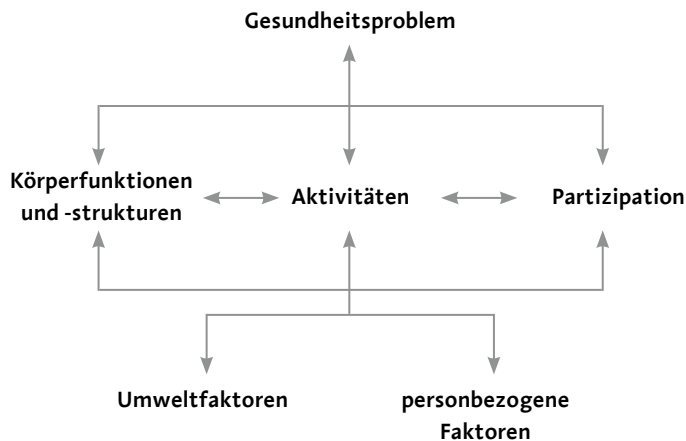 Gesundheitsproblem
Körperfunktionen
und -strukturen
Aktivitäten
Partizipation
Umweltfaktoren
personbezogene
Faktoren